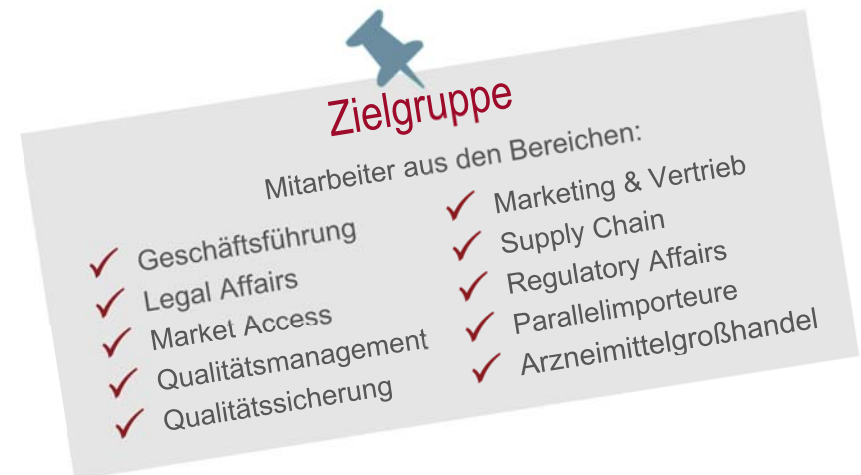 Zielgruppe
Mitarbeiter aus den Bereichen:
Geschäftsführung
Legal Affairs
Market Access
Qualitätsmanagement
Qualitätssicherung
Marketing & Vertrieb
Supply Chain
Regulatory Affairs
Parallelimporteure
Arzneimittelgroßhandel